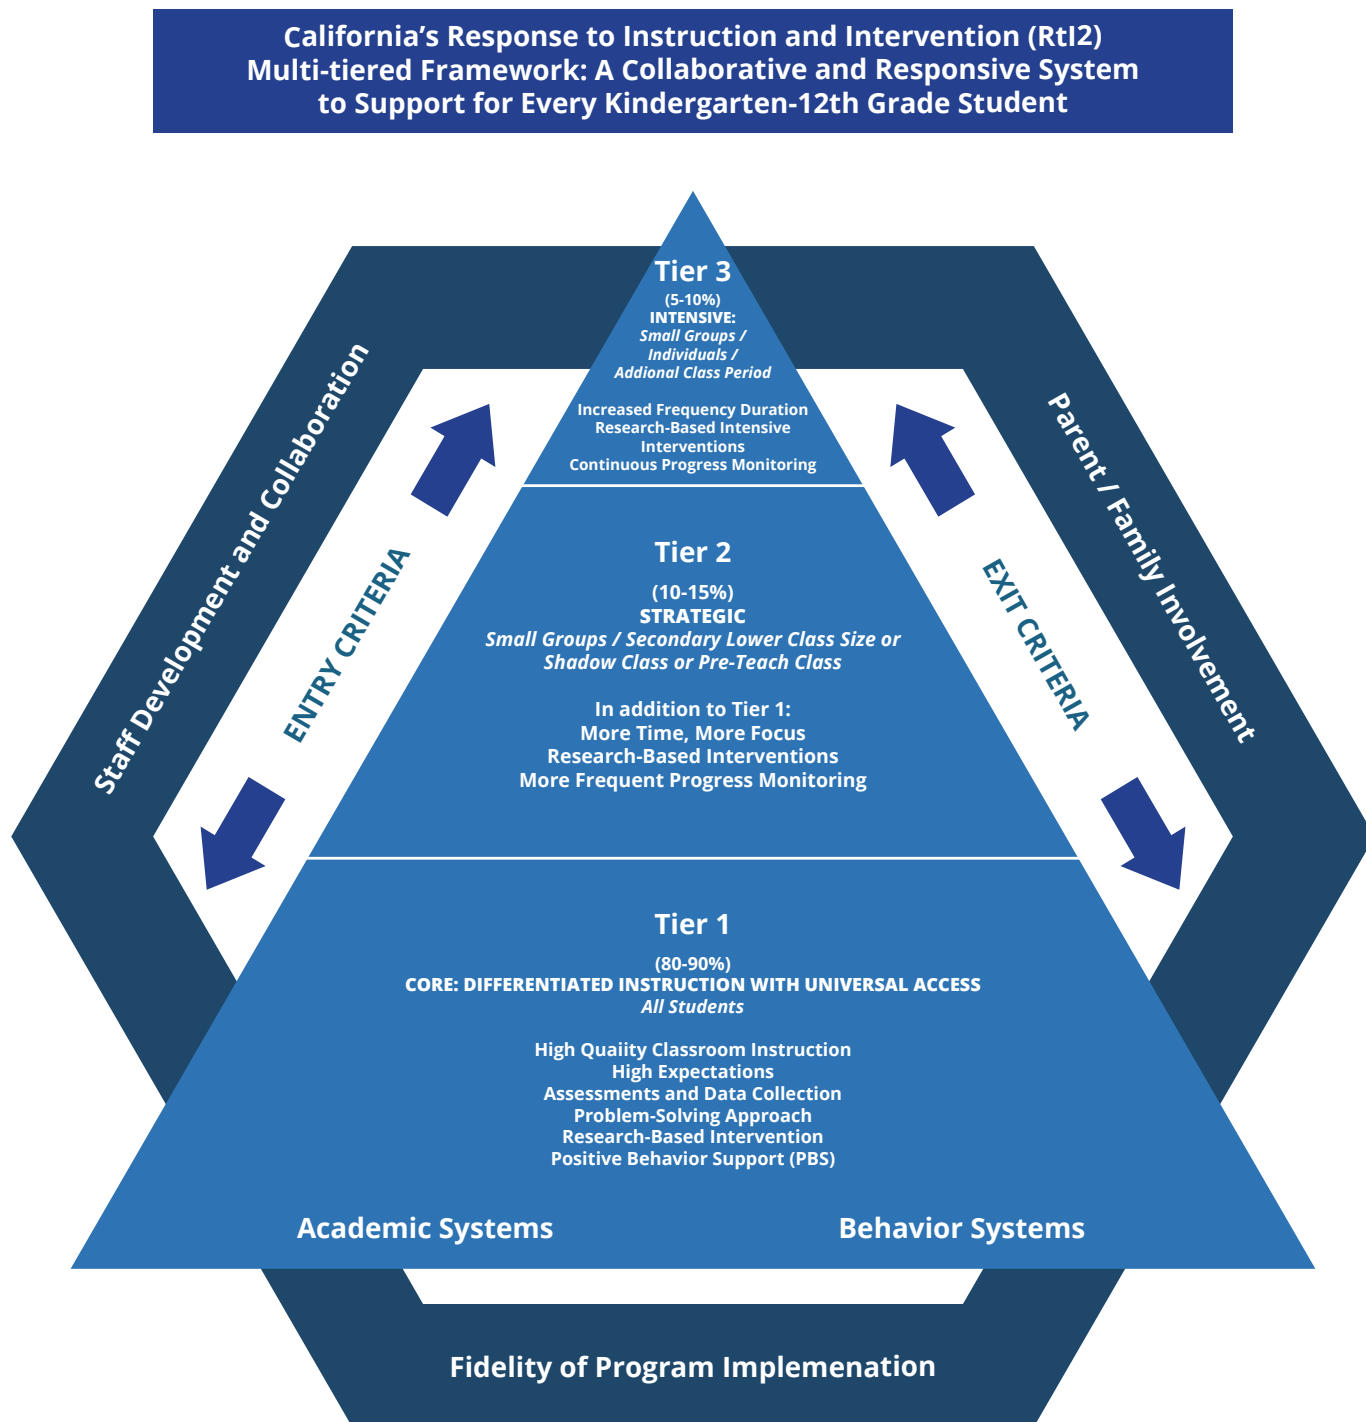 California’s Response to Instruction and Intervention (RtI2)
Multi-tiered Framework: A Collaborative and Responsive System
to Support for Every Kindergarten-12th Grade Student
Tier 3
(5-10%)
INTENSIVE:
Small Groups /
Individuals /
Addional Class Period
Increased Frequency Duration
Research-Based Intensive
Interventions
Continuous Progress Monitoring
Staff Development and Collaboration
ENTRY CRITERIA
Tier 2
(10-15%)
STRATEGIC
Small Groups / Secondary Lower Class Size or
Shadow Class or Pre-Teach Class
In addition to Tier 1:
More Time, More Focus
Research-Based Interventions
More Frequent Progress Monitoring
EXIT CRITERIA
Parent / Family Involvement
Tier 1
(80-90%)
CORE: DIFFERENTIATED INSTRUCTION WITH UNIVERSAL ACCESS
All Students
High Quaiity Classroom Instruction
High Expectations
Assessments and Data Collection
Problem-Solving Approach
Research-Based Intervention
Positive Behavior Support (PBS)
Academic Systems
Behavior Systems
Fidelity of Program Implemenation